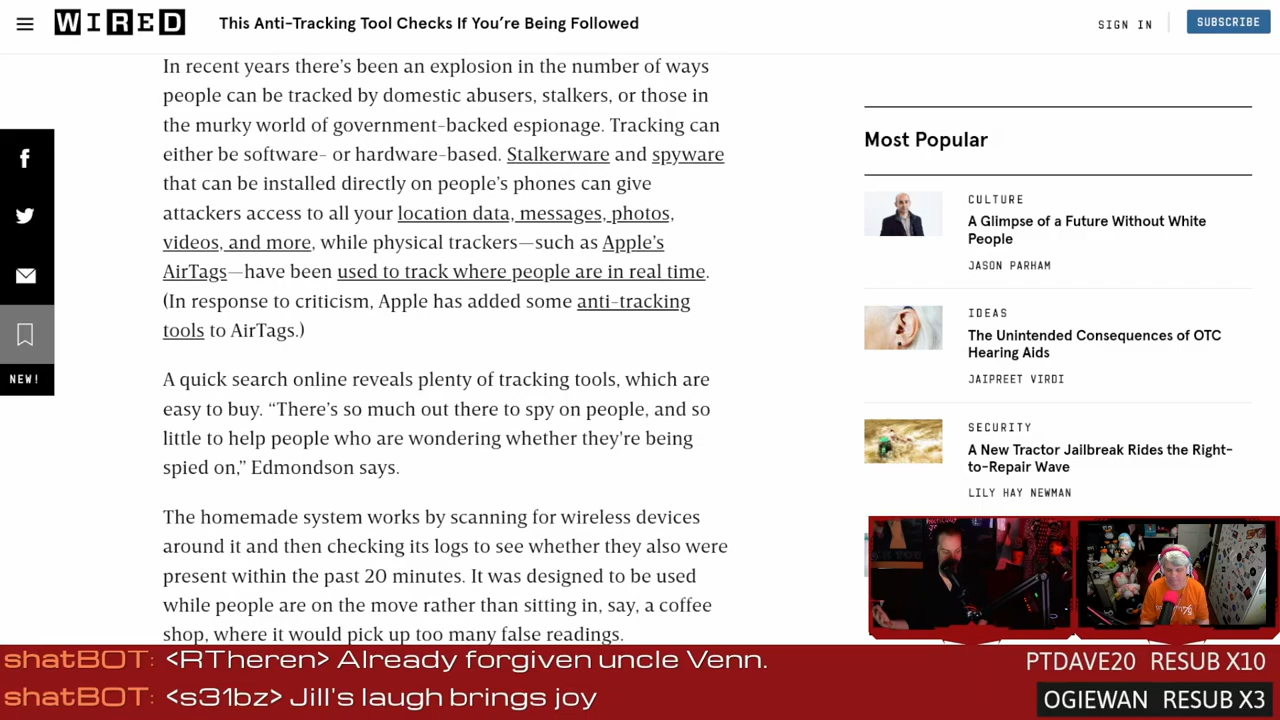 WIRED
This Anti-Tracking Tool Checks If You’re Being Followed
SIGN IN
SUBSCRIBE
In recent years there’s been an explosion in the number of ways
people can be tracked by domestic abusers, stalkers, or those in
the murky world of government-backed espionage. Tracking can
either be software- or hardware-based. Stalkerware and spyware
that can be installed directly on people’s phones can give
attackers access to all your location data, messages, photos,
videos, and more, while physical trackers—such as Apple’s
AirTags—have been used to track where people are in real time.
(In response to criticism, Apple has added some anti-tracking
tools to AirTags.)
A quick search online reveals plenty of tracking tools, which are
easy to buy. “There’s so much out there to spy on people, and so
little to help people who are wondering whether they're being
spied on,” Edmondson says.
The homemade system works by scanning for wireless devices
around it and then checking its logs to see whether they also were
present within the past 20 minutes. It was designed to be used
while people are on the move rather than sitting in, say, a coffee
shop, where it would pick up too many false readings.
NEW!
Most Popular
CULTURE
A Glimpse of a Future Without White
People
JASON PARHAM
IDEAS
The Unintended Consequences of OTC
Hearing Aids
JAIPREET VIRDI
SECURITY
A New Tractor Jailbreak Rides the Right-
to-Repair Wave
LILY HAY NEWMAN
shatBOT: <RTheren> Already forgiven uncle Venn.
shatBOT: <s31bz> Jill's laugh brings joy
PTDAVE20 RESUB X10
OGIEWAN RESUB X3